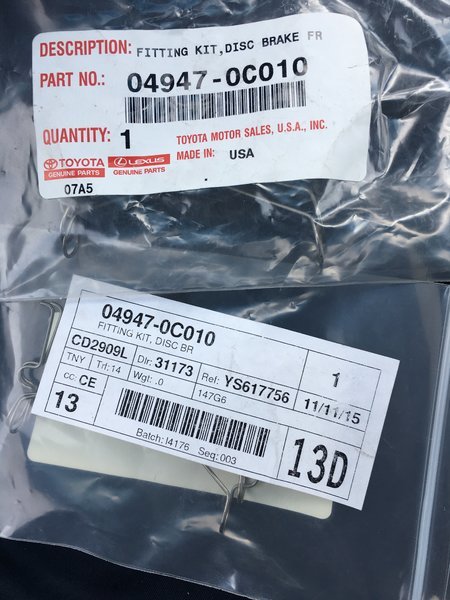 DESCRIPTION: FITTING KIT, DISC BRAKE FR
PART NO.: 04947-0C010
QUANTITY: 1
TOYOTA MOTOR SALES, U.S.A., INC.
TOYOTA LEXUS MADE IN: USA
GENUINE PARTS GENUINE PARTS
07A5
04947-0C010
FITTING KIT, DISC BR
1
CD2909L Dlr: 31173 Ref: YS617756 11/11/15
TNY Trl: 14 Wgt: .0 147G6
cc: CE
13
13D
Batch: I4176 Seq: 003